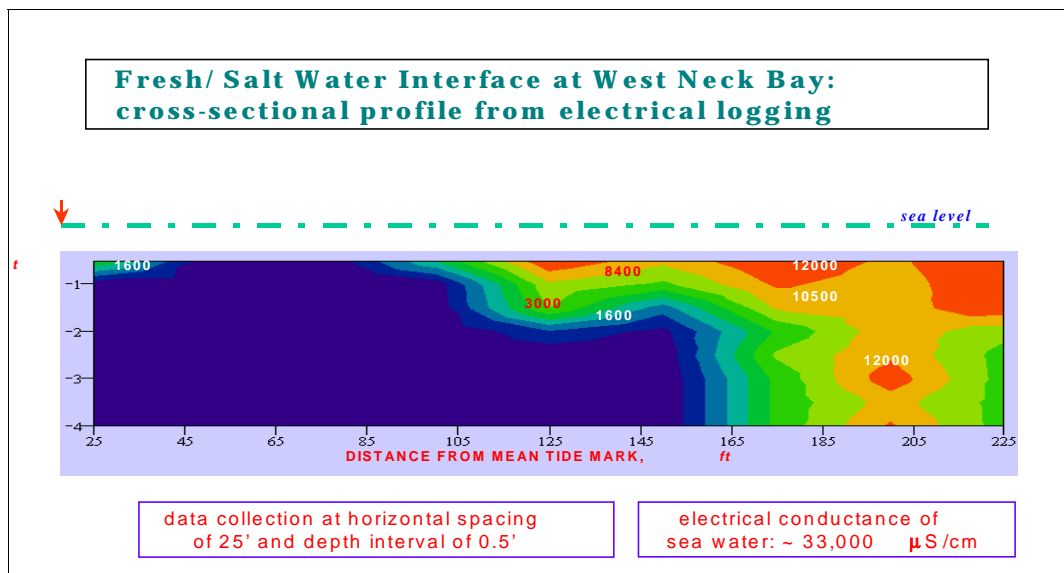 Fresh/Salt Water Interface at West Neck Bay:
cross-sectional profile from electrical logging
sea level
t
1600
8400
12000
-1
10500
3000
1600
-2
12000
-3
-4
25 45 65 85 105 125 145 165 185 205 225
DISTANCE FROM MEAN TIDE MARK, ft
data collection at horizontal spacing
of 25' and depth interval of 0.5'
electrical conductance of
sea water: ~ 33,000 µS/cm